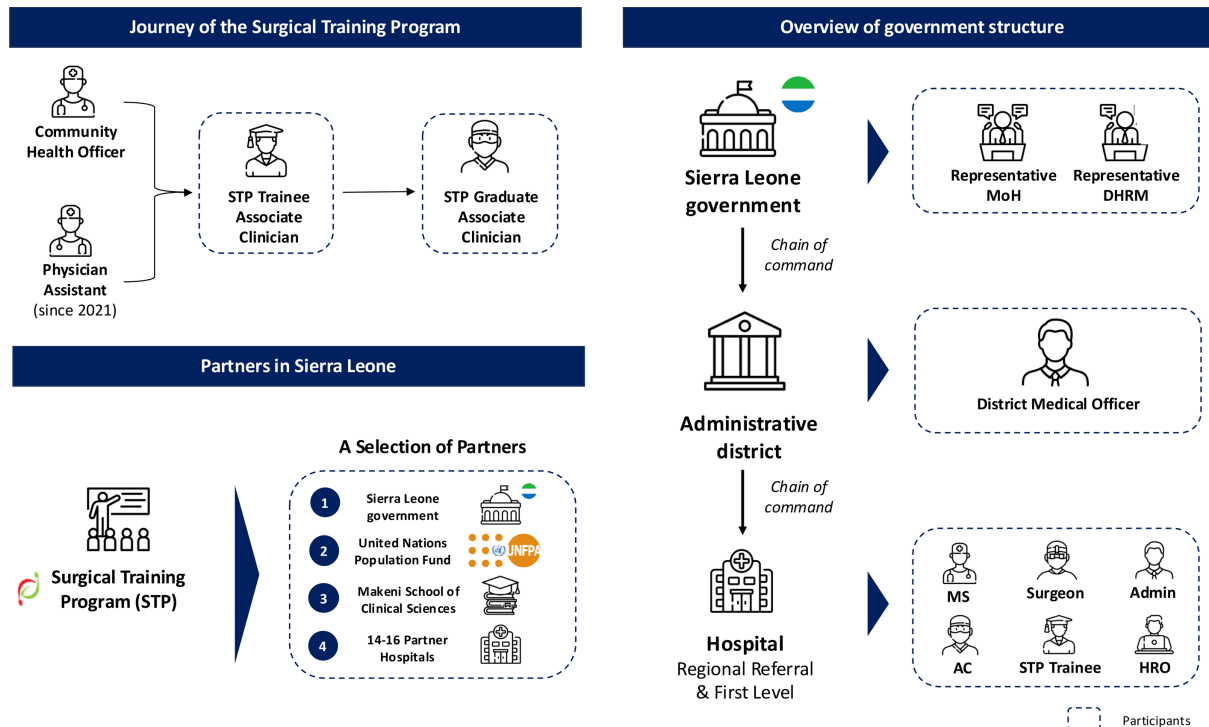 Journey of the Surgical Training Program
Community
Health Officer
Physician
Assistant
(since 2021)
STP Trainee
Associate
Clinician
STP Graduate
Associate
Clinician
Partners in Sierra Leone
Surgical Training
Program (STP)
A Selection of Partners
1
Sierra Leone
government
2
United Nations
Population Fund
UNFPA
3
Makeni School of
Clinical Sciences
4
14-16 Partner
Hospitals
Overview of government structure
Sierra Leone
government
Representative
MoH
Representative
DHRM
Chain of
command
Administrative
district
District Medical Officer
Chain of
command
Hospital
Regional Referral
& First Level
MS
Surgeon
Admin
AC
STP Trainee
HRO
Participants